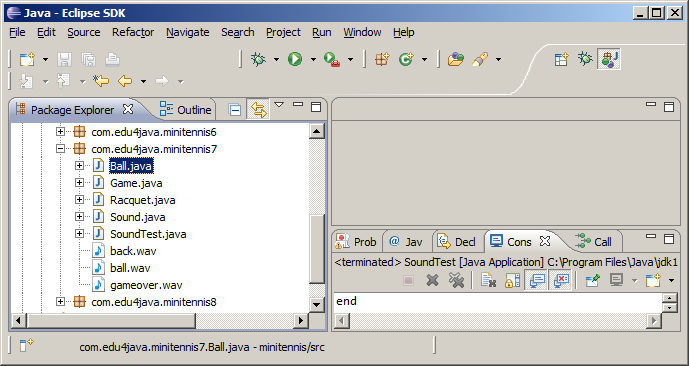 Java - Eclipse SDK
File Edit Source Refactor Navigate Search Project Run Window Help
Package Explorer Outline
com.edu4java.minitennis6
com.edu4java.minitennis7
Ball.java
Game.java
Racquet.java
Sound.java
SoundTest.java
back.wav
ball.wav
gameover.wav
com.edu4java.minitennis8
Prob @ Jav Decl Cons Call
<terminated> SoundTest [Java Application] C:\Program Files\Java\jdk1
end
com.edu4java.minitennis7.Ball.java - minitennis/src